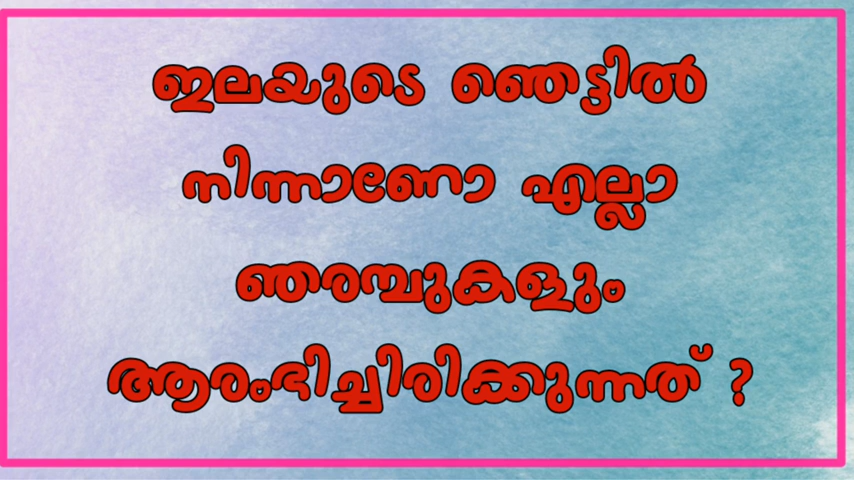 ഇലയുടെ ഞെട്ടിൽ
നിന്നാണോ എല്ലാ
ഞരമ്പുകളും
ആരംഭിച്ചിരിക്കുന്നത് ?